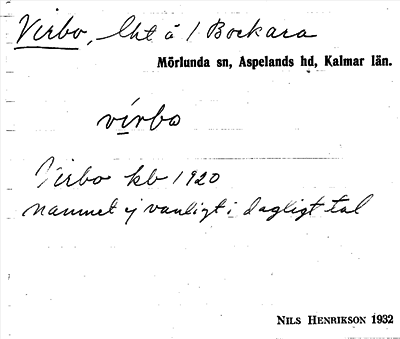 Virbo, lht å 1 Bockara
Mörlunda sn, Aspelands hd, Kalmar län.
virbo
Virbo kb 1920
namnet ej vanligt i dagligt tal
NILS HENRIKSON 1932